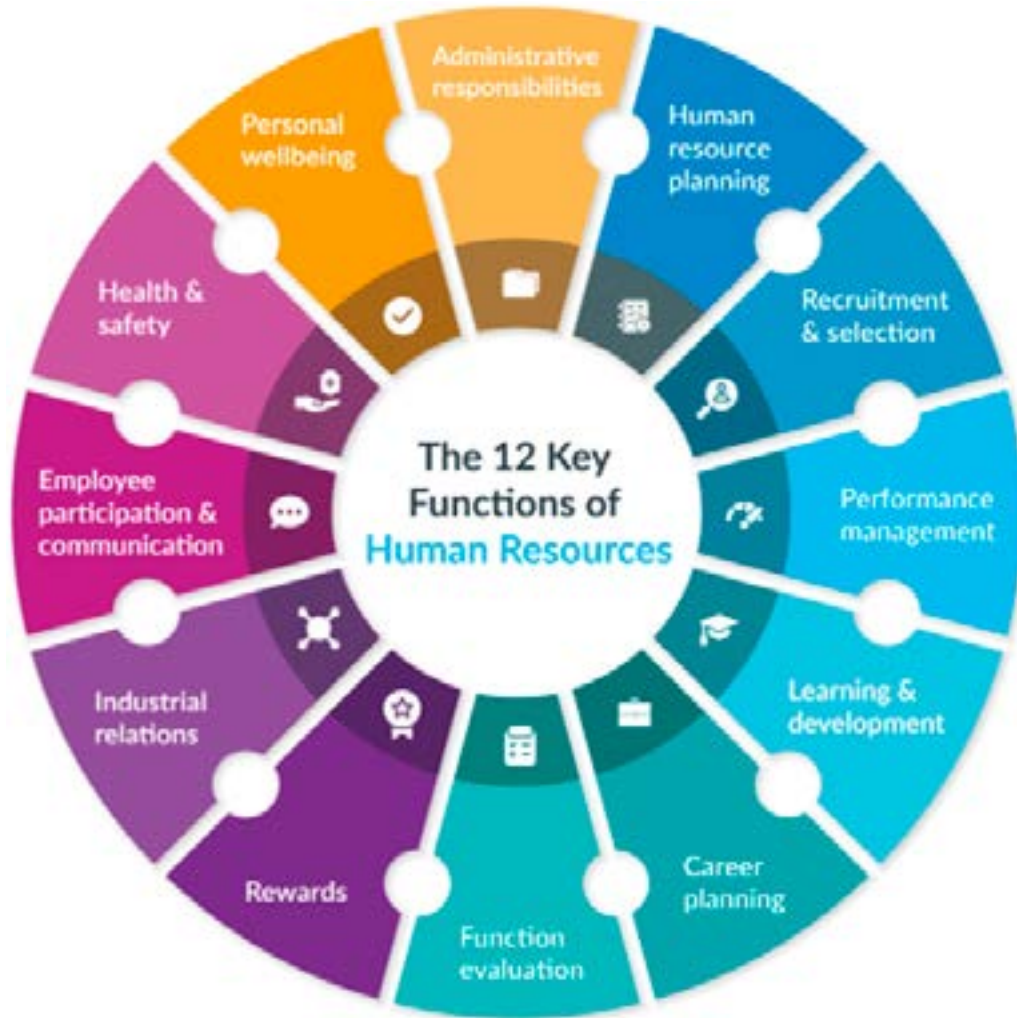 The 12 Key
Functions of
Human Resources
Administrative
responsibilities
Human
resource
planning
Recruitment
& selection
Performance
management
Learning &
development
Career
planning
Function
evaluation
Rewards
Industrial
relations
Employee
participation &
communication
Health &
safety
Personal
wellbeing